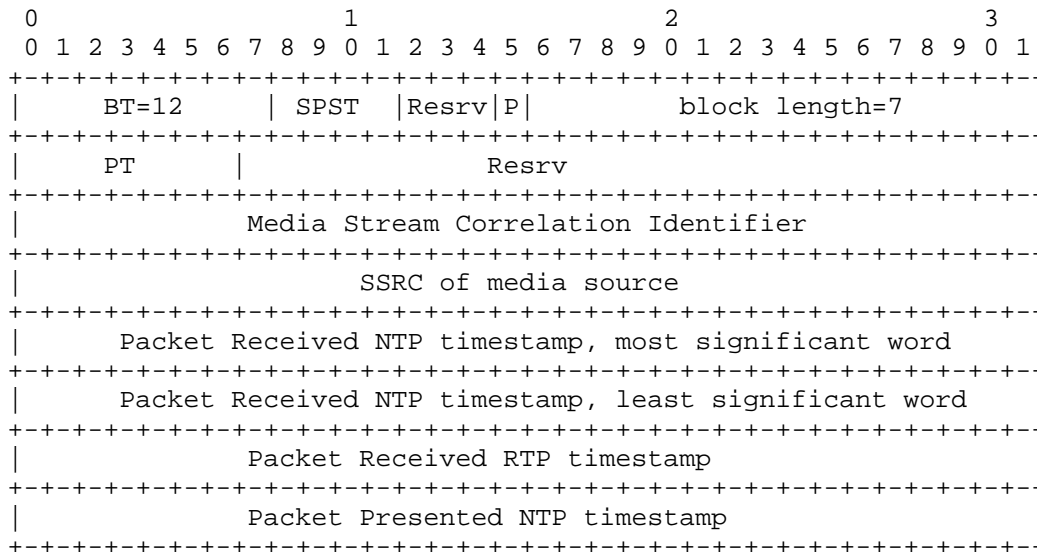 0                   1                   2                   3
 0 1 2 3 4 5 6 7 8 9 0 1 2 3 4 5 6 7 8 9 0 1 2 3 4 5 6 7 8 9 0 1
+-+-+-+-+-+-+-+-+-+-+-+-+-+-+-+-+-+-+-+-+-+-+-+-+-+-+-+-+-+-+-+--
|     BT=12     | SPST  |Resrv|P|         block length=7
+-+-+-+-+-+-+-+-+-+-+-+-+-+-+-+-+-+-+-+-+-+-+-+-+-+-+-+-+-+-+-+--
|     PT      |               Resrv
+-+-+-+-+-+-+-+-+-+-+-+-+-+-+-+-+-+-+-+-+-+-+-+-+-+-+-+-+-+-+-+--
|              Media Stream Correlation Identifier
+-+-+-+-+-+-+-+-+-+-+-+-+-+-+-+-+-+-+-+-+-+-+-+-+-+-+-+-+-+-+-+--
|                     SSRC of media source
+-+-+-+-+-+-+-+-+-+-+-+-+-+-+-+-+-+-+-+-+-+-+-+-+-+-+-+-+-+-+-+--
|      Packet Received NTP timestamp, most significant word
+-+-+-+-+-+-+-+-+-+-+-+-+-+-+-+-+-+-+-+-+-+-+-+-+-+-+-+-+-+-+-+--
|      Packet Received NTP timestamp, least significant word
+-+-+-+-+-+-+-+-+-+-+-+-+-+-+-+-+-+-+-+-+-+-+-+-+-+-+-+-+-+-+-+--
|              Packet Received RTP timestamp
+-+-+-+-+-+-+-+-+-+-+-+-+-+-+-+-+-+-+-+-+-+-+-+-+-+-+-+-+-+-+-+--
|              Packet Presented NTP timestamp
+-+-+-+-+-+-+-+-+-+-+-+-+-+-+-+-+-+-+-+-+-+-+-+-+-+-+-+-+-+-+-+--